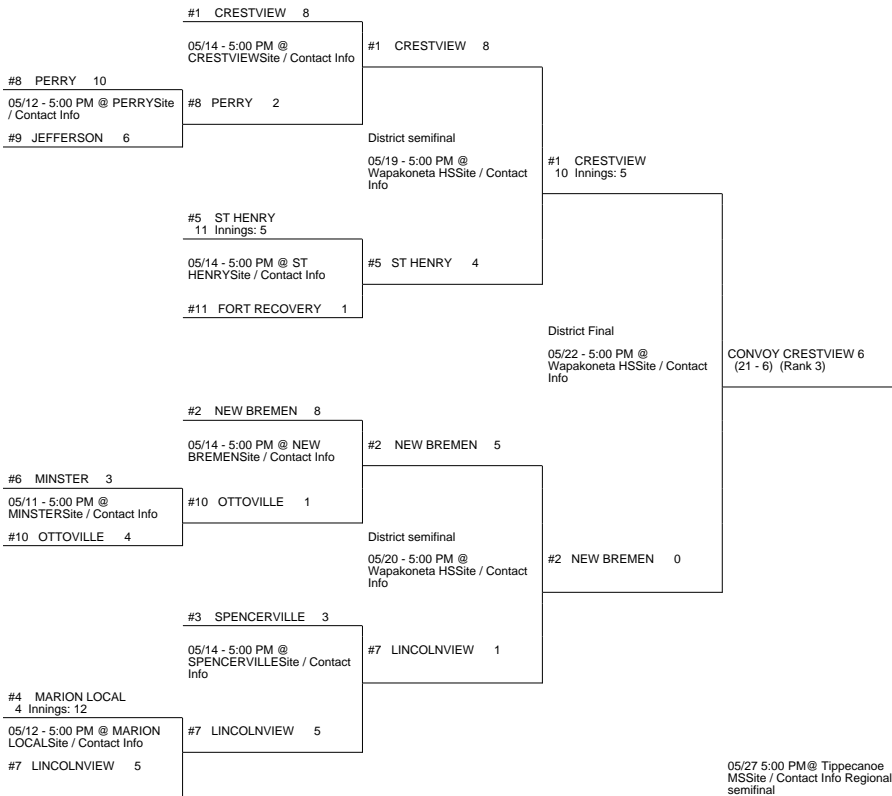 #1 CRESTVIEW 8
05/14 - 5:00 PM @
CRESTVIEWSite / Contact Info
#1 CRESTVIEW 8
#8 PERRY 10
05/12 - 5:00 PM @ PERRYSite
/ Contact Info
#8 PERRY 2
#9 JEFFERSON 6
District semifinal
05/19 - 5:00 PM @
Wapakoneta HSSite / Contact
Info
#1 CRESTVIEW
10 Innings: 5
#5 ST HENRY
11 Innings: 5
05/14 - 5:00 PM @ ST
HENRYSite / Contact Info
#5 ST HENRY 4
#11 FORT RECOVERY 1
District Final
05/22 - 5:00 PM @
Wapakoneta HSSite / Contact
Info
CONVOY CRESTVIEW 6
(21 - 6) (Rank 3)
#2 NEW BREMEN 8
05/14 - 5:00 PM @ NEW
BREMENSite / Contact Info
#2 NEW BREMEN 5
#6 MINSTER 3
05/11 - 5:00 PM @
MINSTERSite / Contact Info
#10 OTTOVILLE 1
#10 OTTOVILLE 4
District semifinal
05/20 - 5:00 PM @
Wapakoneta HSSite / Contact
Info
#2 NEW BREMEN 0
#3 SPENCERVILLE 3
05/14 - 5:00 PM @
SPENCERVILLESite / Contact
Info
#7 LINCOLNVIEW 1
#4 MARION LOCAL
4 Innings: 12
05/12 - 5:00 PM @ MARION
LOCALSite / Contact Info
#7 LINCOLNVIEW 5
#7 LINCOLNVIEW 5
05/27 5:00 PM@ Tippecanoe
MSSite / Contact Info Regional
semifinal